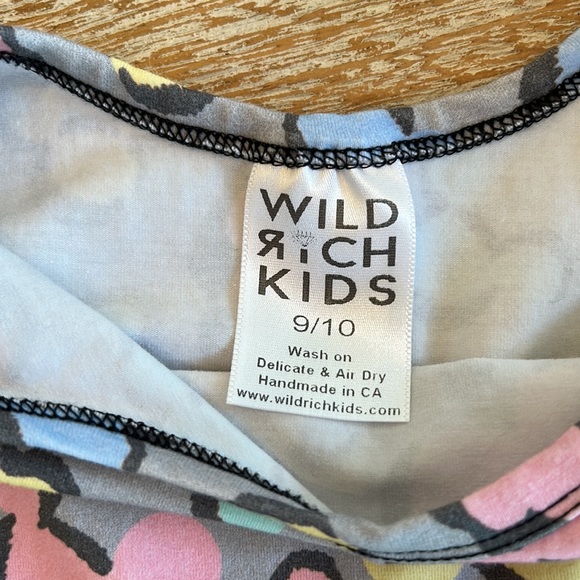 WILD
RiCH
KIDS
9/10
Wash on
Delicate & Air Dry
Handmade in CA
www.wildrichkids.com